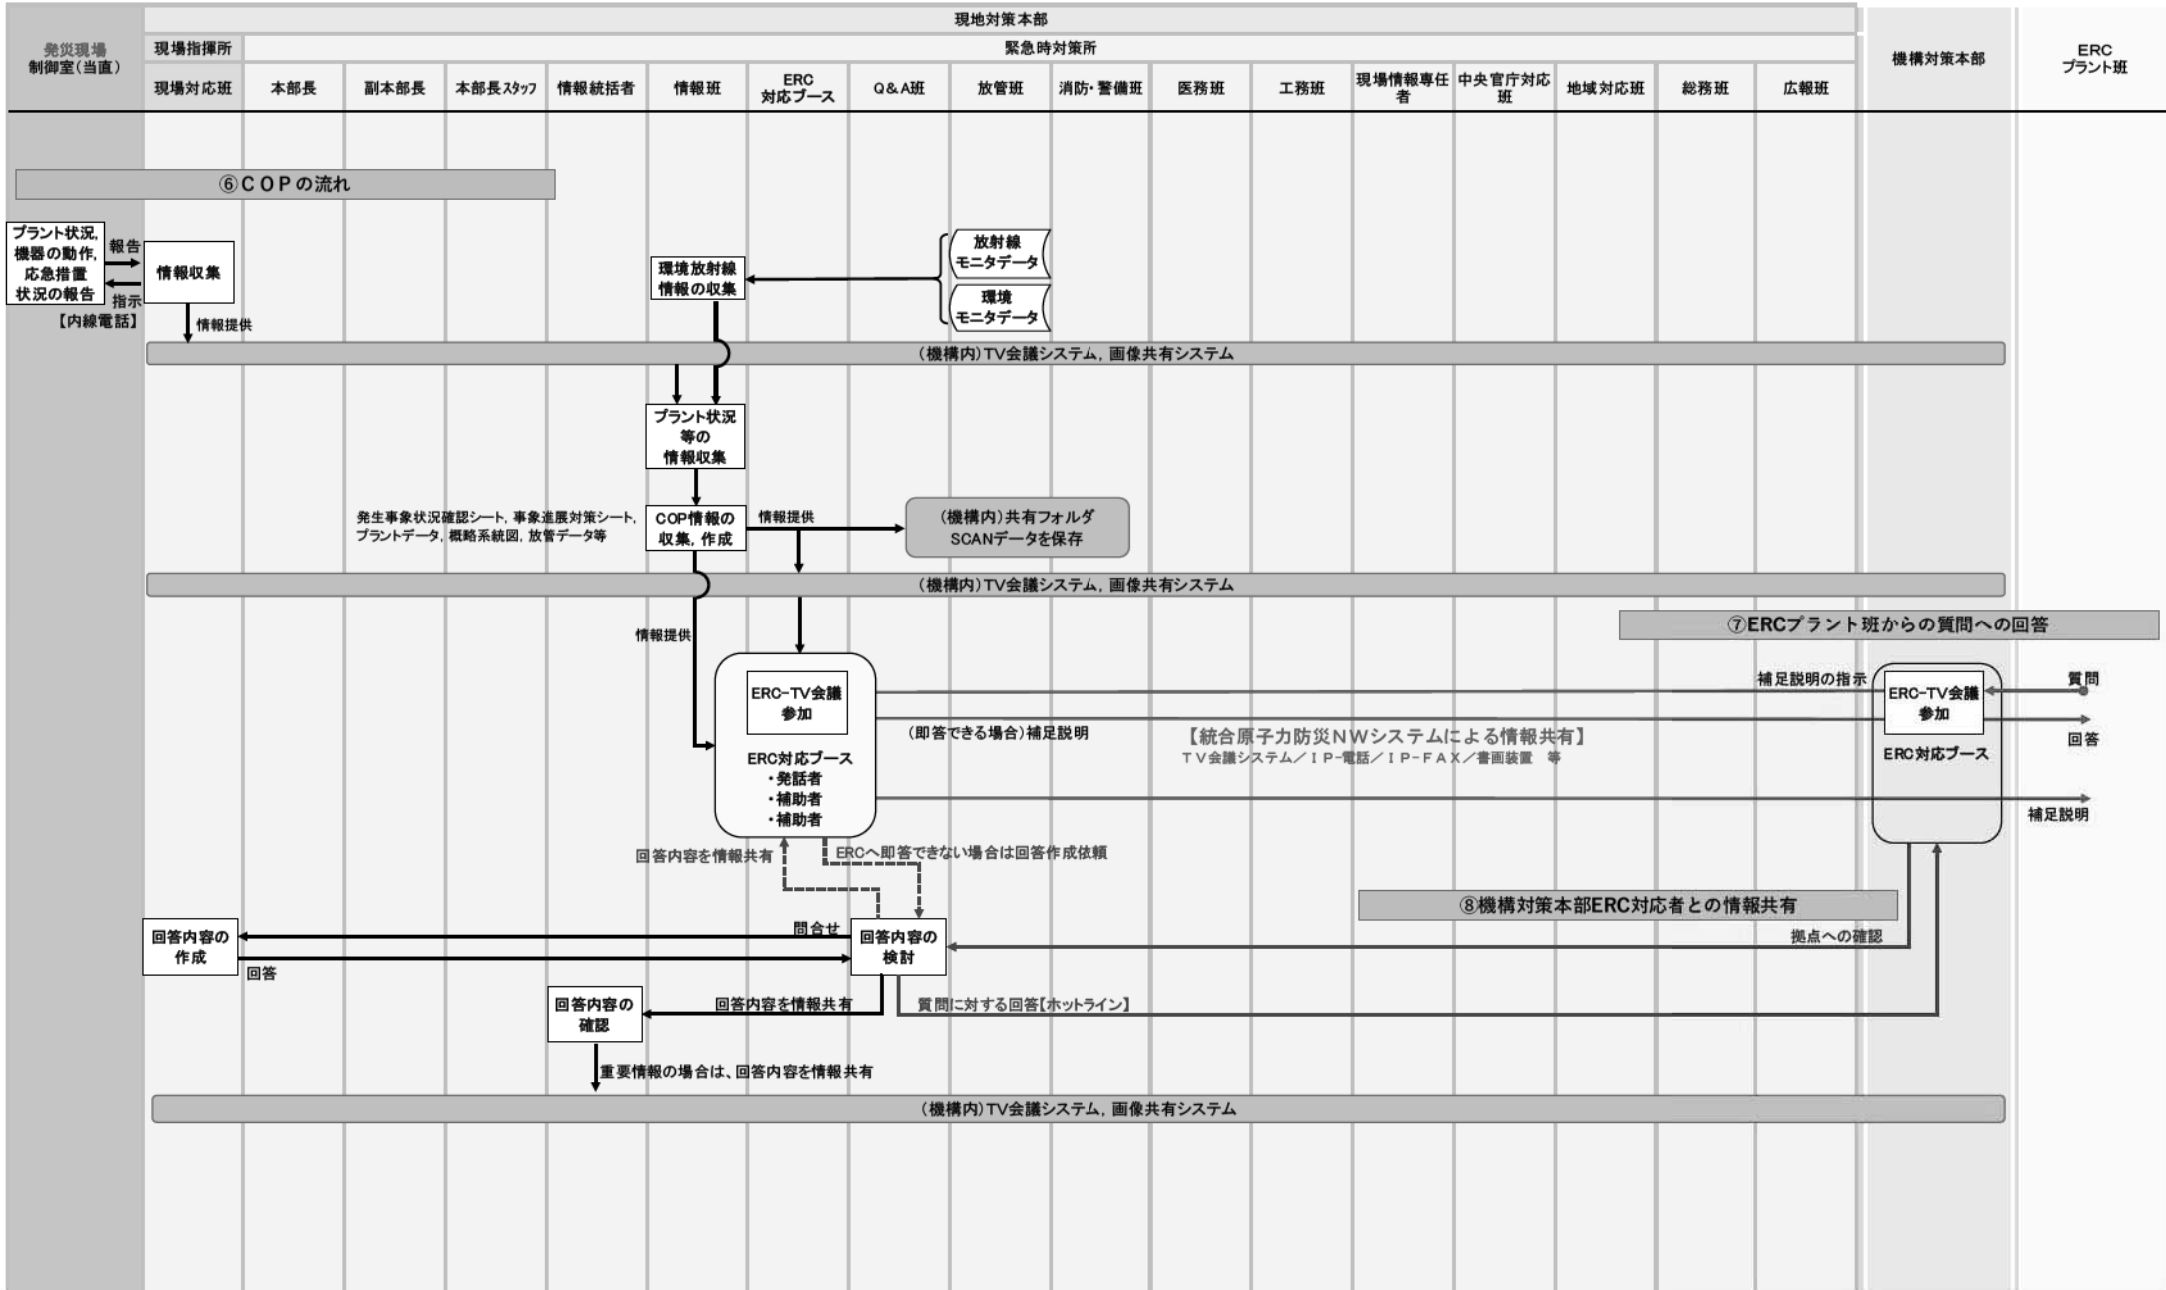 現地対策本部
発災現場
制御室(当直)
現場指揮所
緊急時対策所
機構対策本部
ERC
プラント班
現場対応班
本部長
副本部長
本部長スタッフ
情報統括者
情報班
ERC
対応ブース
Q&A班
放管班
消防・警備班
医務班
工務班
現場情報専任
者
中央官庁対応
班
地域対応班
総務班
広報班
⑥COPの流れ
プラント状況,
機器の動作,
応急措置
状況の報告
報告
指示
【内線電話】
情報収集
情報提供
環境放射線
情報の収集
放射線
モニタデータ
環境
モニタデータ
(機構内)TV会議システム, 画像共有システム
プラント状況
等の
情報収集
発生事象状況確認シート, 事象進展対策シート,
プラントデータ, 概略系統図, 放管データ等
COP情報の
収集, 作成
情報提供
(機構内)共有フォルダ
SCANデータを保存
(機構内)TV会議システム, 画像共有システム
情報提供
⑦ERCプラント班からの質問への回答
ERC-TV会議
参加
ERC対応ブース
・発話者
・補助者
・補助者
補足説明の指示
(即答できる場合)補足説明
【統合原子力防災NWシステムによる情報共有】
TV会議システム/IP-電話/IP-FAX/書画装置 等
ERC-TV会議
参加
ERC対応ブース
質問
回答
補足説明
回答内容を情報共有
ERCへ即答できない場合は回答作成依頼
⑧機構対策本部ERC対応者との情報共有
回答内容の
作成
問合せ
回答
回答内容の
検討
拠点への確認
回答内容の
確認
回答内容を情報共有
質問に対する回答【ホットライン】
重要情報の場合は、回答内容を情報共有
(機構内)TV会議システム, 画像共有システム